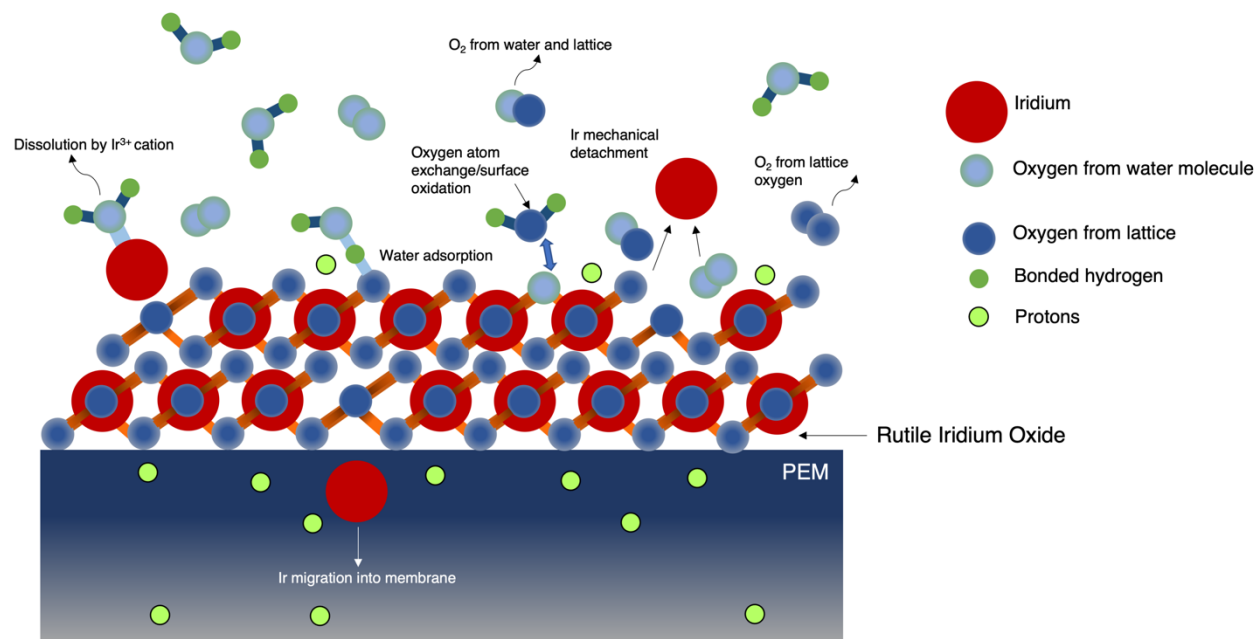 O₂ from water and lattice
Dissolution by Ir³⁺ cation
Oxygen atom
exchange/surface
oxidation
Ir mechanical
detachment
O₂ from lattice
oxygen
Water adsorption
Iridium
Oxygen from water molecule
Oxygen from lattice
Bonded hydrogen
Protons
Rutile Iridium Oxide
PEM
Ir migration into membrane